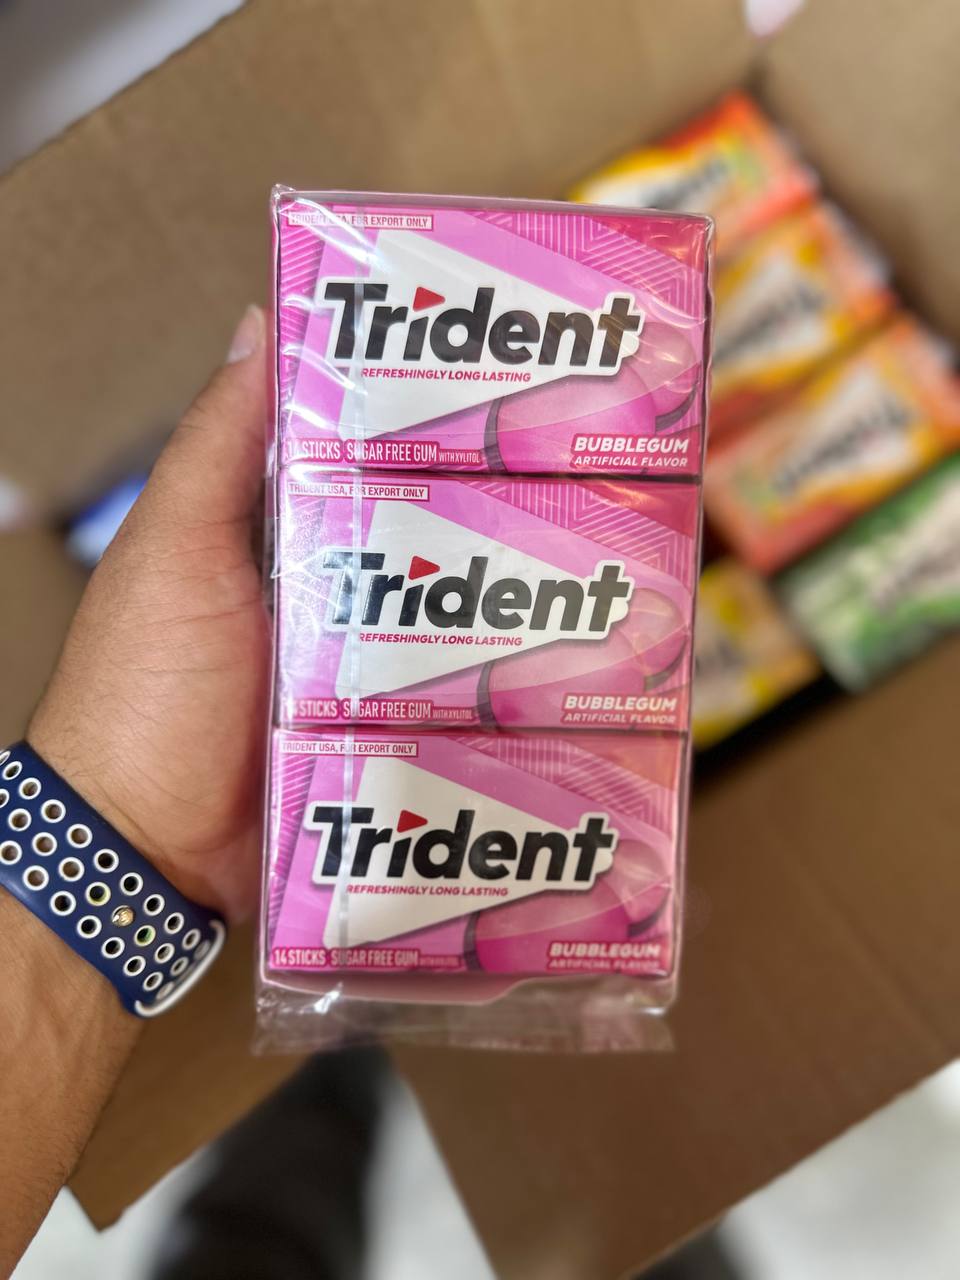 TRIDENT USA, FOR EXPORT ONLY
Trident
REFRESHINGLY LONG LASTING
14 STICKS SUGAR FREE GUM WITH XYLITOL
BUBBLEGUM
ARTIFICIAL FLAVOR
TRIDENT USA, FOR EXPORT ONLY
Trident
REFRESHINGLY LONG LASTING
14 STICKS SUGAR FREE GUM WITH XYLITOL
BUBBLEGUM
ARTIFICIAL FLAVOR
TRIDENT USA, FOR EXPORT ONLY
Trident
REFRESHINGLY LONG LASTING
14 STICKS SUGAR FREE GUM WITH XYLITOL
BUBBLEGUM
ARTIFICIAL FLAVOR